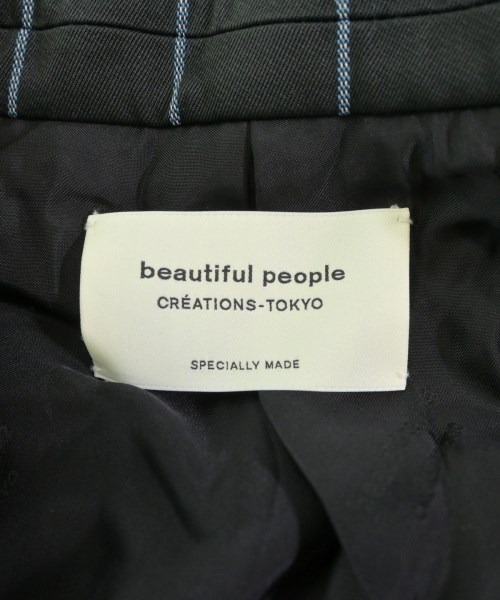 beautiful people
CRÉATIONS-TOKYO
SPECIALLY MADE